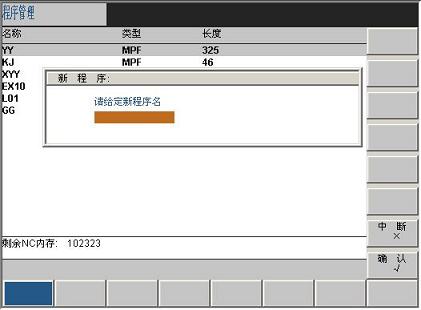 程序管理
名称 类型 长度
YY MPF 325
KJ MPF 46
XYY
EX10
L01
GG
新 程 序:
请给定新程序名
剩余NC内存: 102323
中 断
×
确 认
√